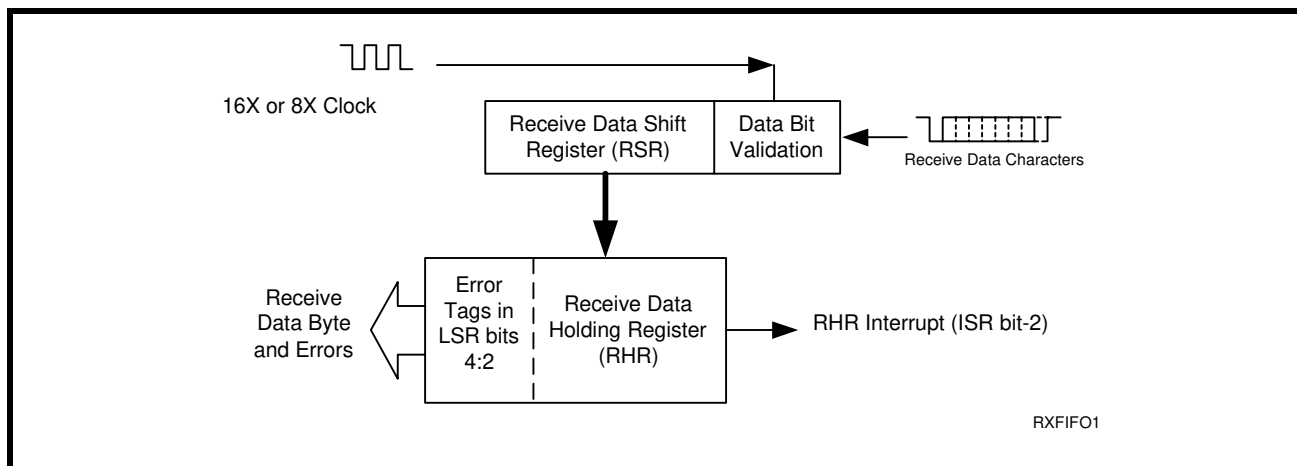 16X or 8X Clock
Receive Data Shift
Register (RSR)
Data Bit
Validation
Receive Data Characters
Receive
Data Byte
and Errors
Error
Tags in
LSR bits
4:2
Receive Data
Holding Register
(RHR)
RHR Interrupt (ISR bit-2)
RXFIFO1